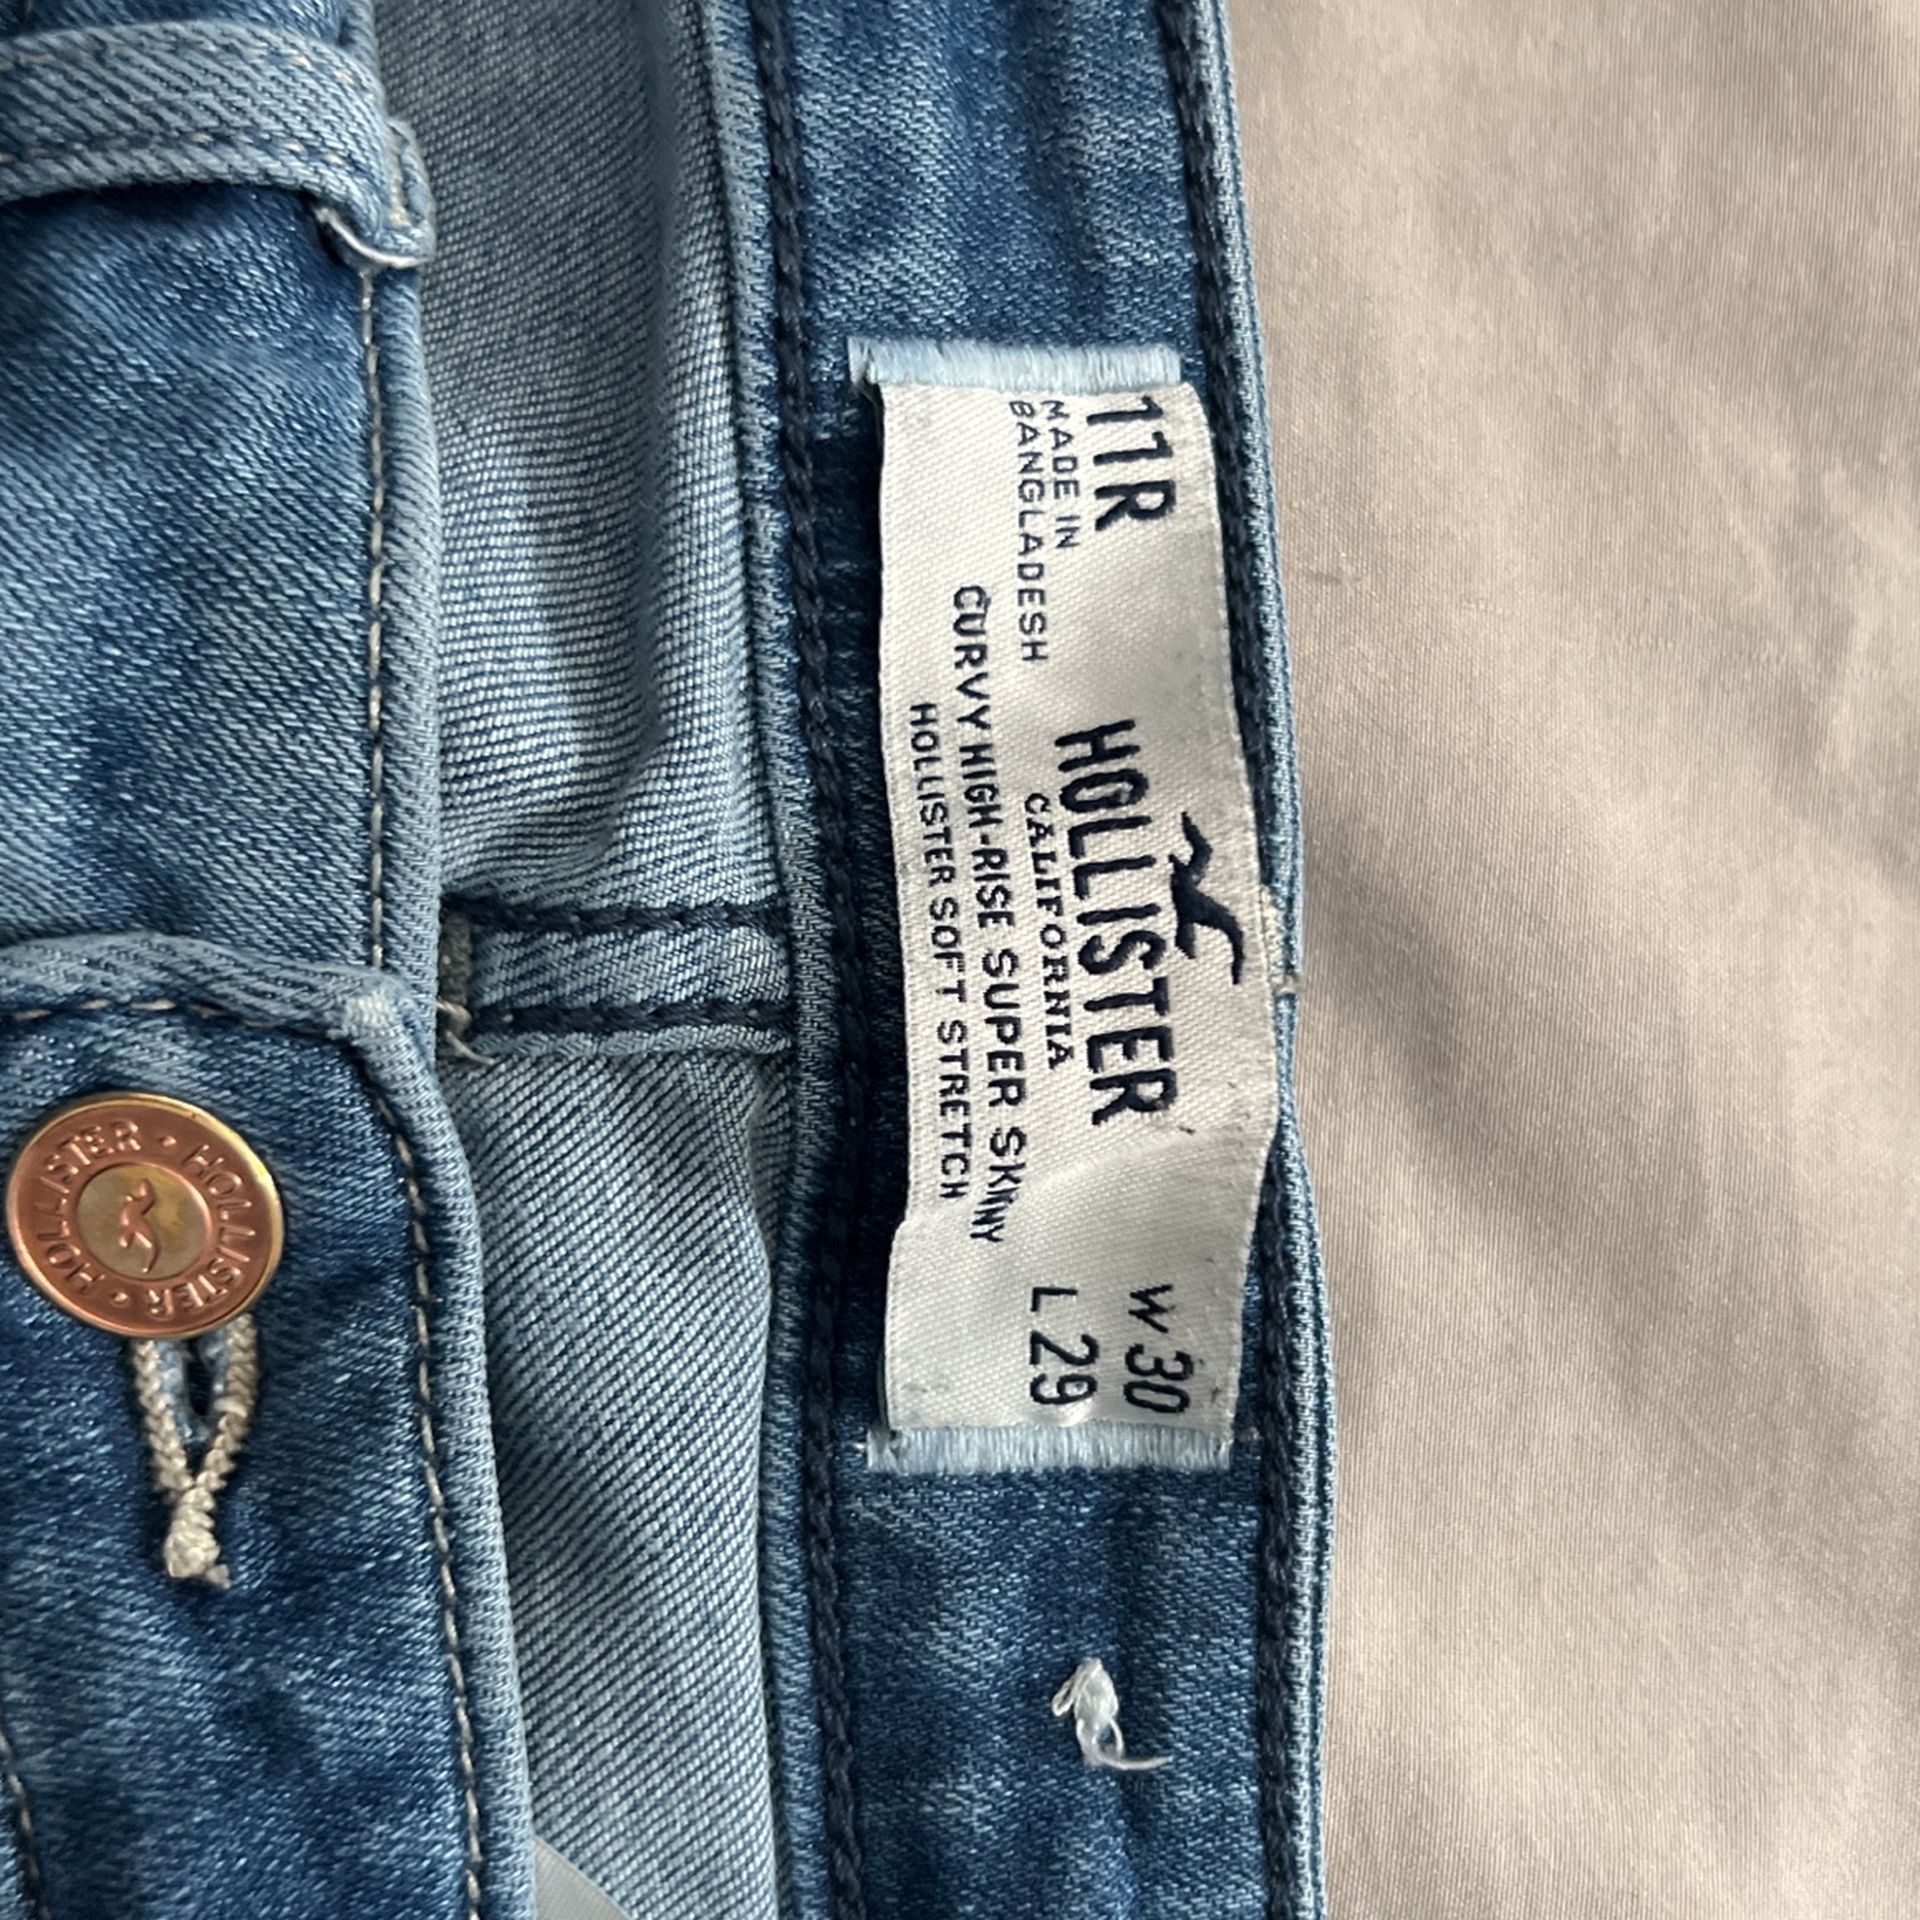 11R
MADE IN
BANGLADESH
HOLLISTER
CALIFORNIA
CURVY HIGH-RISE SUPER SKINNY
HOLLISTER SOFT STRETCH
W 30
L 29
HOLLISTER • HOLLISTER •